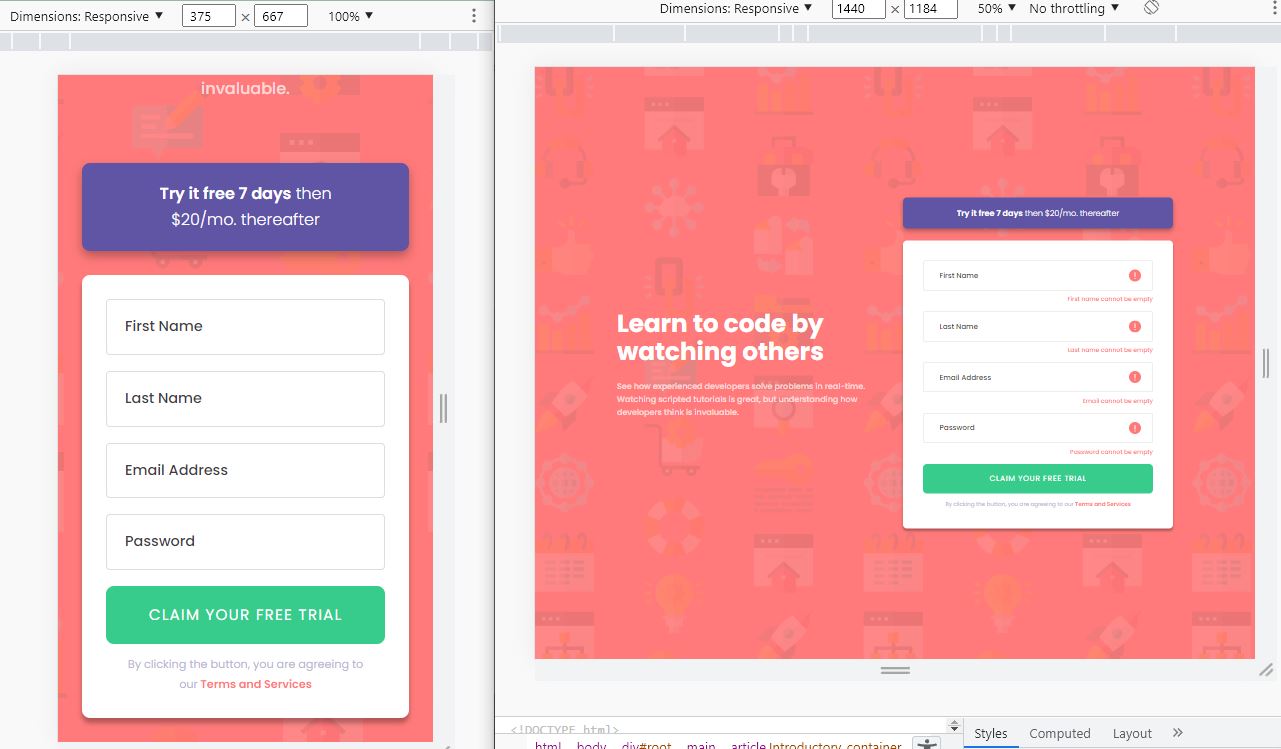 Dimensions: Responsive ▼ 375 × 667 100% ▼
invaluable.
Try it free 7 days then
$20/mo. thereafter
First Name
Last Name
Email Address
Password
CLAIM YOUR FREE TRIAL
By clicking the button, you are agreeing to
our Terms and Services
Dimensions: Responsive ▼ 1440 × 1184 50% ▼ No throttling ▼
Learn to code by
watching others
See how experienced developers solve problems in real-time.
Watching scripted tutorials is great, but understanding how
developers think is invaluable.
Try it free 7 days then $20/mo. thereafter
First Name
First name cannot be empty
Last Name
Last name cannot be empty
Email Address
Email cannot be empty
Password
Password cannot be empty
CLAIM YOUR FREE TRIAL
By clicking the button, you are agreeing to our Terms and Services
<!DOCTYPE html>
html body div#root main article.Introductory_container
Styles Computed Layout »